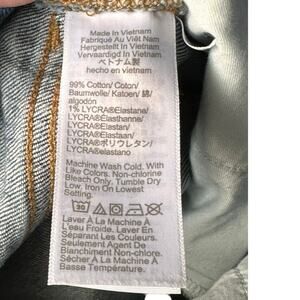 Made In Vietnam
Fabriqué Au Viêt Nam
Hergestellt In Vietnam
Vervaardigd In Vietnam
ベトナム製
hecho en vietnam
99% Cotton/ Coton/
Baumwolle/ Katoen/ 綿/
algodón
1% LYCRA®Elastane/
LYCRA®Elasthanne/
LYCRA®Elastan/
LYCRA®Elastaan/
LYCRA®ポリウレタン/
LYCRA®elastano
Machine Wash Cold, With
Like Colors. Non-chlorine
Bleach Only. Tumble Dry
Low, Iron On Lowest
Setting.
30
Laver À La Machine À
L'eau Froide. Laver En
Séparant Les Couleurs.
Seulement Agent De
Blanchiment Non-chlore.
Sécher À La Machine À
Basse Température.